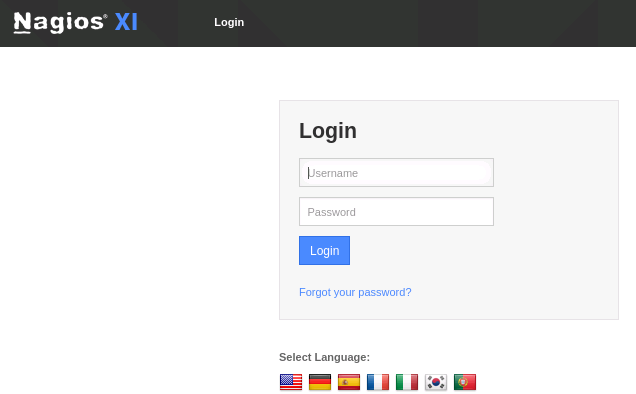 Nagios® XI
Login
Login
Username
Password
Login
Forgot your password?
Select Language: